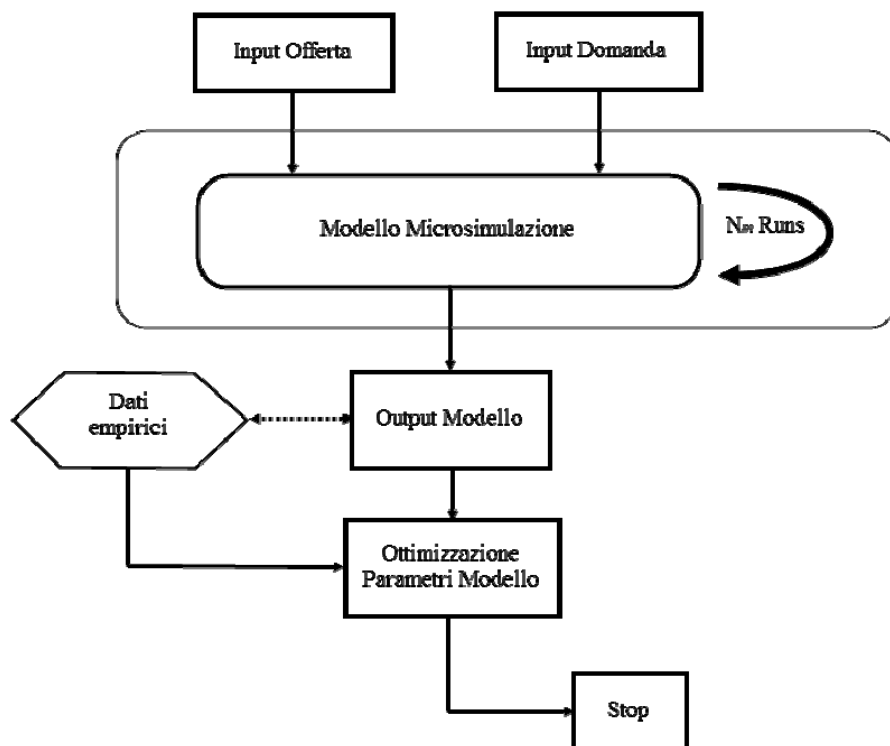 Input Offerta
Input Domanda
Modello Microsimulazione
Runs
Dati
empirici
Output Modello
Ottimizzazione
Parametri Modello
Stop